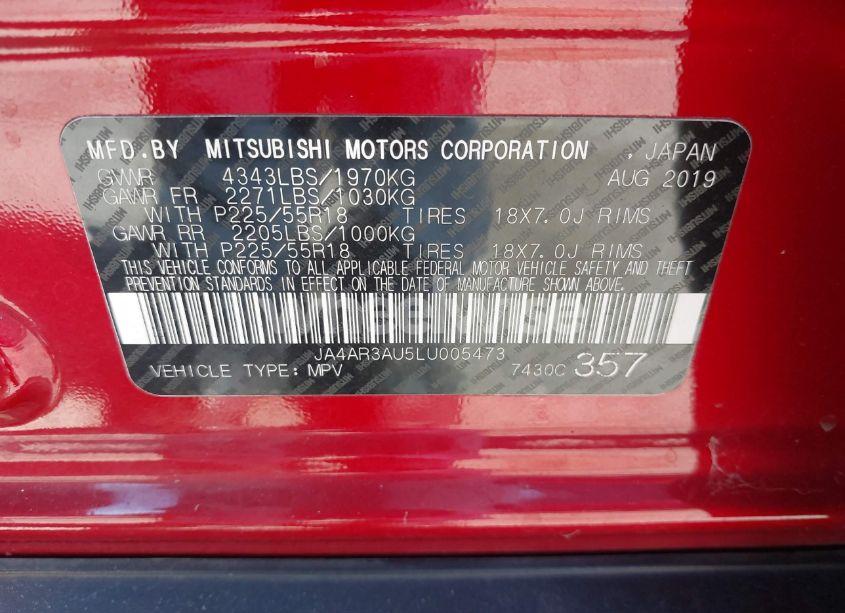 MFD.BY MITSUBISHI MOTORS CORPORATION , JAPAN
GVWR 4343LBS/1970KG AUG 2019
GAWR FR 2271LBS/1030KG
WITH P225/55R18 TIRES 18X7.0J RIMS
GAWR RR 2205LBS/1000KG
WITH P225/55R18 TIRES 18X7.0J RIMS
THIS VEHICLE CONFORMS TO ALL APPLICABLE FEDERAL MOTOR VEHICLE SAFETY AND THEFT
PREVENTION STANDARDS IN EFFECT ON THE DATE OF MANUFACTURE SHOWN ABOVE.
JA4AR3AU5LU005473
VEHICLE TYPE: MPV 7430C 357